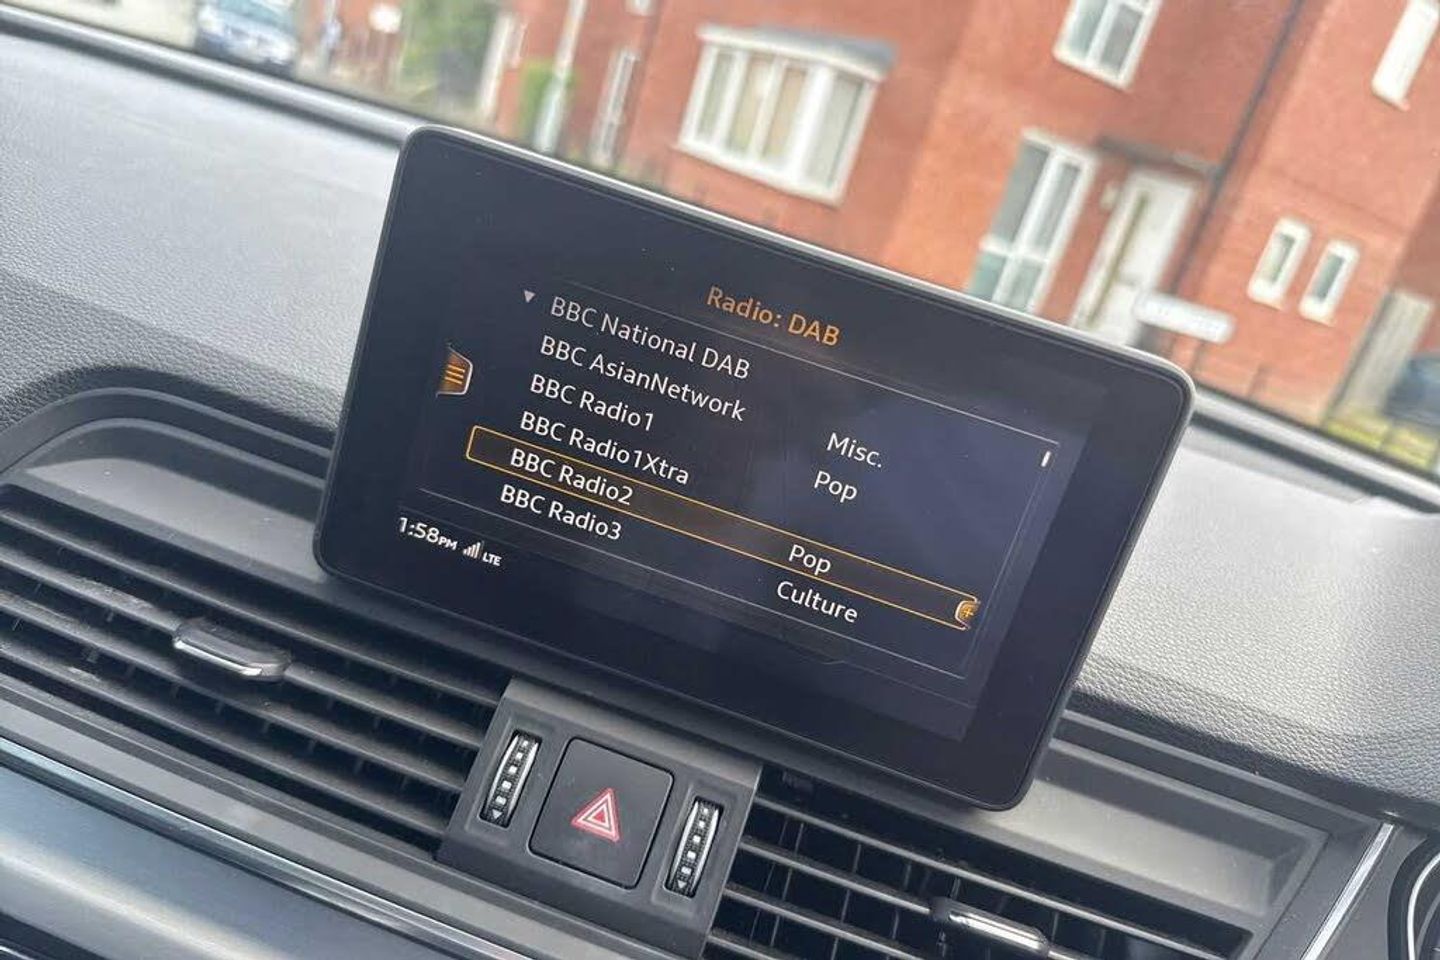 Radio: DAB
BBC National DAB
BBC AsianNetwork Misc.
BBC Radio1 Pop
BBC Radio1Xtra
BBC Radio2 Pop
BBC Radio3 Culture
1:58PM LTE